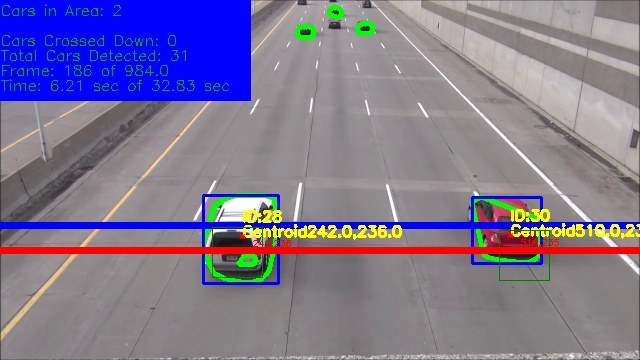 Cars in Area: 2
Cars Crossed Down: 0
Total Cars Detected: 31
Frame: 186 of 984.0
Time: 6.21 sec of 32.83 sec
ID:28
Centroid242.0,236.0
ID:30